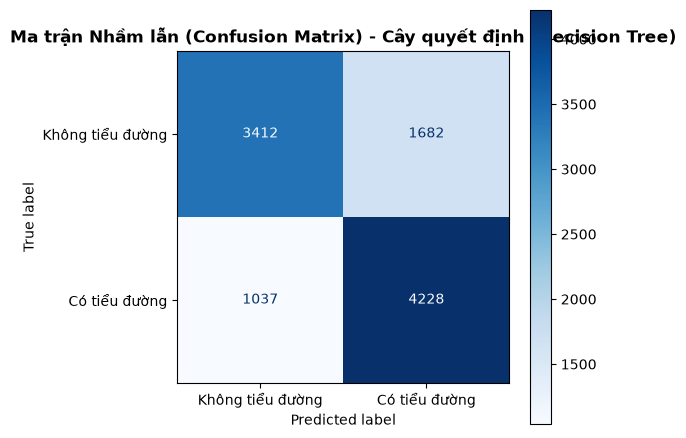 Ma trận Nhầm lẫn (Confusion Matrix) - Cây quyết định ecision Tree)
4000
Không tiểu đường 3412 1682 3500
3000
True label
2500
2000
Có tiểu đường 1037 4228
1500
Không tiểu đường Có tiểu đường
Predicted label